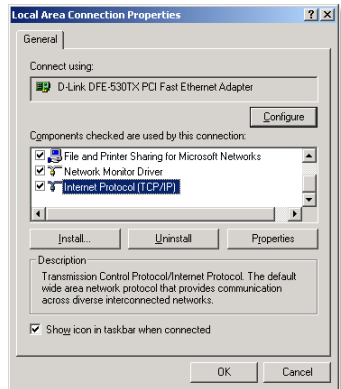 Local Area Connection Properties
General
Connect using:
D-Link DFE-530TX PCI Fast Ethernet Adapter
Configure
Components checked are used by this connection:
File and Printer Sharing for Microsoft Networks
Network Monitor Driver
Internet Protocol (TCP/IP)
Install... Uninstall Properties
Description
Transmission Control Protocol/Internet Protocol. The default
wide area network protocol that provides communication
across diverse interconnected networks.
Show icon in taskbar when connected
OK Cancel